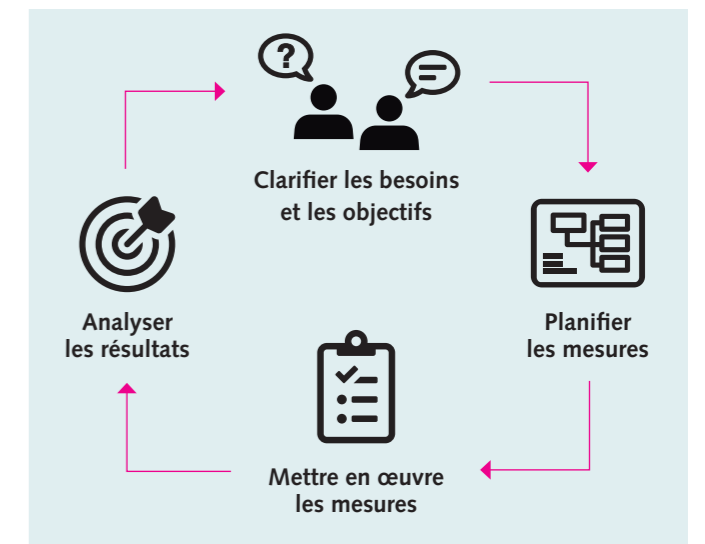 ?
Clarifier les besoins
et les objectifs
Planifier
les mesures
Mettre en œuvre
les mesures
Analyser
les résultats